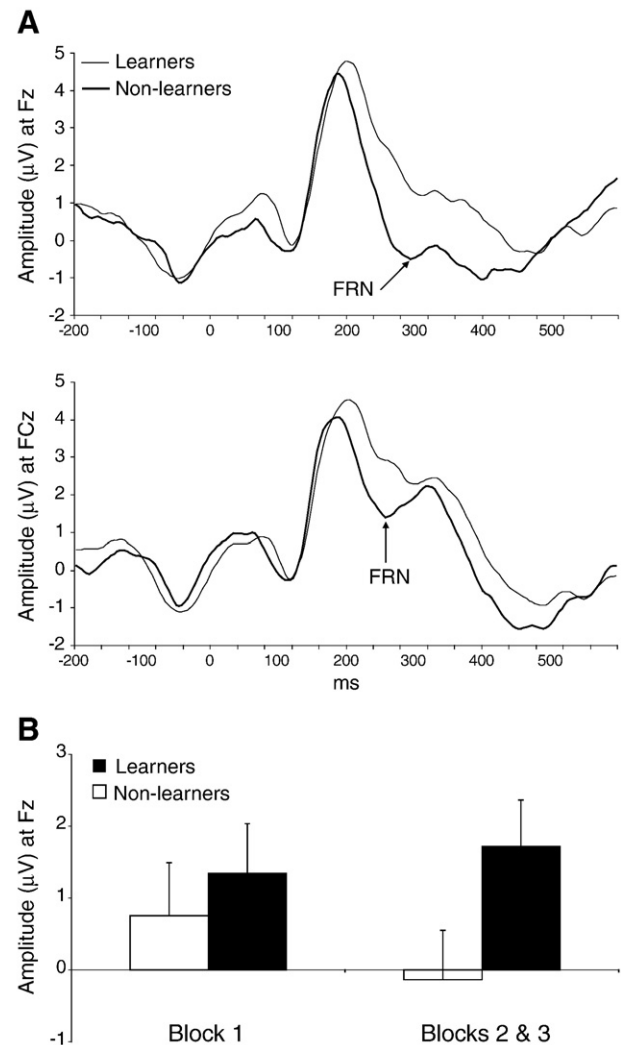 A
Amplitude (μV) at Fz
5
4
3
2
1
0
-1
-2
Learners
Non-learners
FRN
-200 -100 0 100 200 300 400 500
Amplitude (μV) at FCz
5
4
3
2
1
0
-1
-2
FRN
-200 -100 0 100 200 300 400 500
ms
B
Amplitude (μV) at Fz
3
2
1
0
-1
Learners
Non-learners
Block 1 Blocks 2 & 3